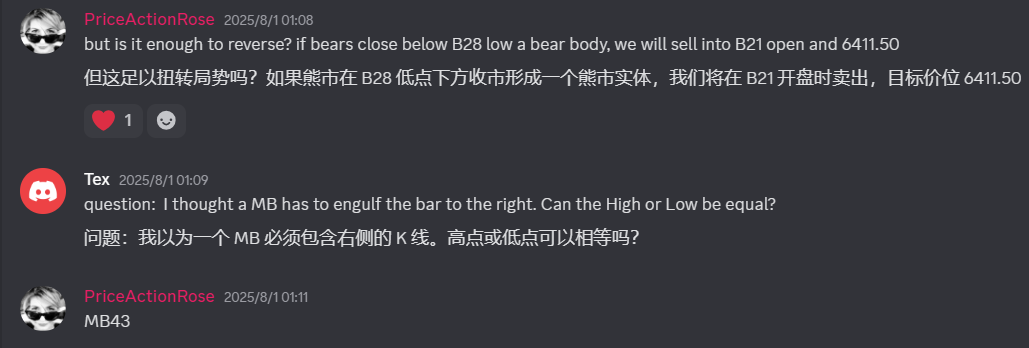 PriceActionRose 2025/8/1 01:08
but is it enough to reverse? if bears close below B28 low a bear body, we will sell into B21 open and 6411.50
但这足以扭转局势吗？如果熊市在 B28 低点下方收市形成一个熊市实体，我们将在 B21 开盘时卖出，目标价位 6411.50
1
Tex 2025/8/1 01:09
question: I thought a MB has to engulf the bar to the right. Can the High or Low be equal?
问题：我以为一个 MB 必须包含右侧的 K 线。高点或低点可以相等吗？
PriceActionRose 2025/8/1 01:11
MB43